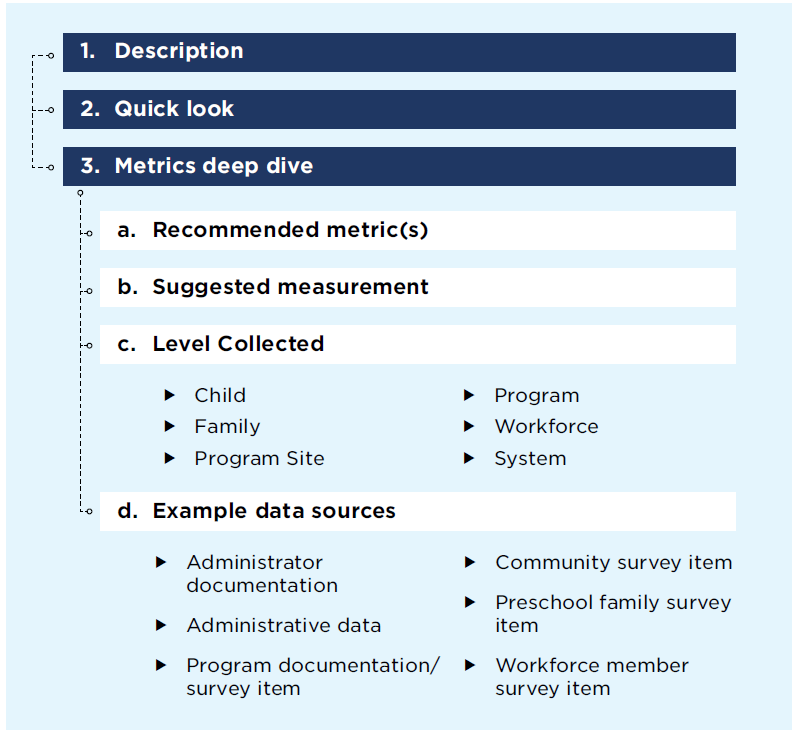 1. Description
2. Quick look
3. Metrics deep dive
a. Recommended metric(s)
b. Suggested measurement
c. Level Collected
Child
Family
Program Site
Program
Workforce
System
d. Example data sources
Administrator
documentation
Administrative data
Program documentation/
survey item
Community survey item
Preschool family survey
item
Workforce member
survey item